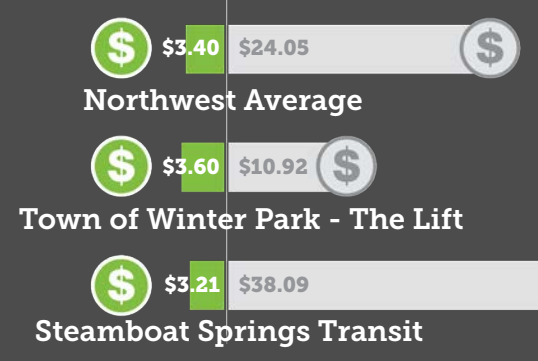 $ $3.40 $24.05 $
Northwest Average
$ $3.60 $10.92 $
Town of Winter Park - The Lift
$ $3.21 $38.09
Steamboat Springs Transit